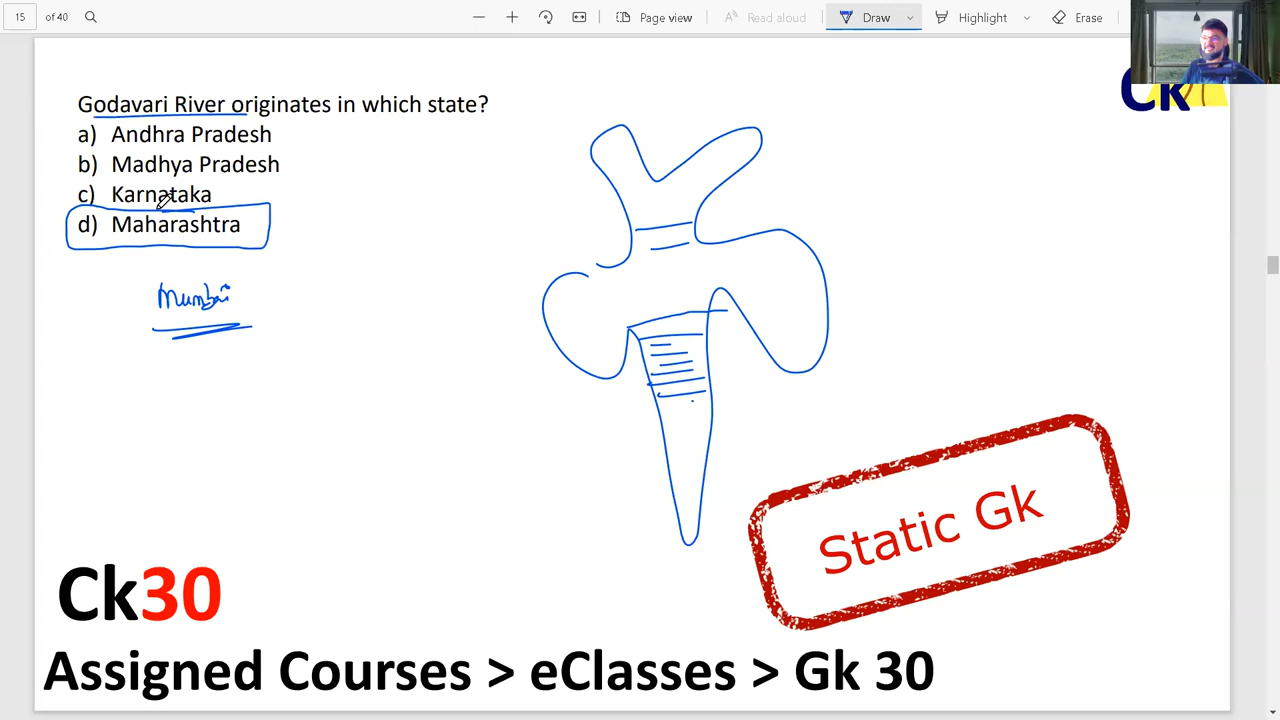 15
of 40
Page view
Read aloud
Draw
Highlight
Erase
Ck
Godavari River originates in which state?
a) Andhra Pradesh
b) Madhya Pradesh
c) Karnataka
d) Maharashtra
Mumbai
Static Gk
Ck30
Assigned Courses > eClasses > Gk 30